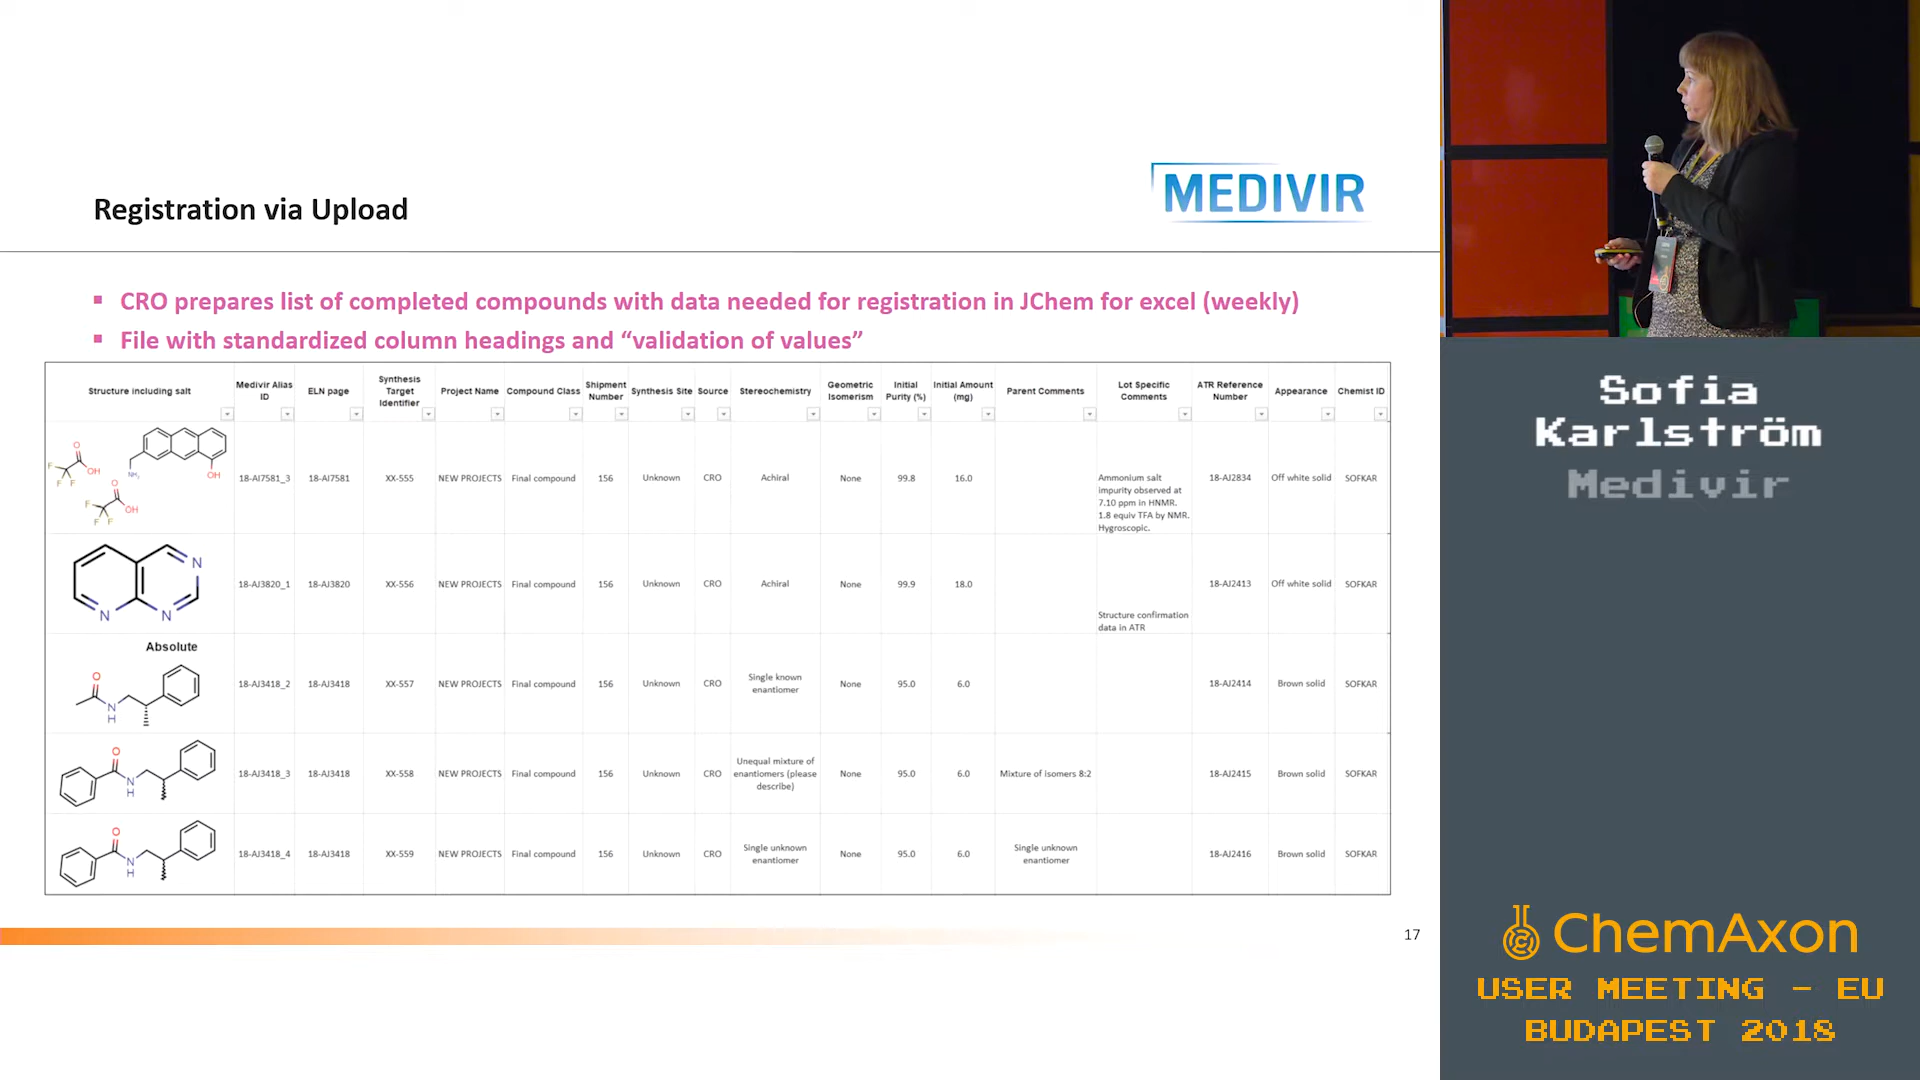 MEDIVIR
Registration via Upload
CRO prepares list of completed compounds with data needed for registration in JChem for excel (weekly)
File with standardized column headings and “validation of values”
Structure including salt Medivir Alias ID ELN page Synthesis Target Identifier Project Name Compound Class Shipment Number Synthesis Site Source Stereochemistry Geometric Isomerism Initial Purity (%) Initial Amount (mg) Parent Comments Lot Specific Comments ATR Reference Number Appearance Chemist ID
O F OH F F NH₂ OH O F OH F F 18-AI7581_3 18-AI7581 XX-555 NEW PROJECTS Final compound 156 Unknown CRO Achiral None 99.8 16.0 Ammonium salt impurity observed at 7.10 ppm in HNMR. 1.8 equiv TFA by NMR. Hygroscopic. 18-AJ2834 Off white solid SOFKAR
N N N 18-AJ3820_1 18-AJ3820 XX-556 NEW PROJECTS Final compound 156 Unknown CRO Achiral None 99.9 18.0 Structure confirmation data in ATR 18-AJ2413 Off white solid SOFKAR
Absolute
O N H 18-AJ3418_2 18-AJ3418 XX-557 NEW PROJECTS Final compound 156 Unknown CRO Single known enantiomer None 95.0 6.0 18-AJ2414 Brown solid SOFKAR
O N H 18-AJ3418_3 18-AJ3418 XX-558 NEW PROJECTS Final compound 156 Unknown CRO Unequal mixture of enantiomers (please describe) None 95.0 6.0 Mixture of isomers 8:2 18-AJ2415 Brown solid SOFKAR
O N H 18-AJ3418_4 18-AJ3418 XX-559 NEW PROJECTS Final compound 156 Unknown CRO Single unknown enantiomer None 95.0 6.0 Single unknown enantiomer 18-AJ2416 Brown solid SOFKAR
17
Sofia
Karlström
Medivir
ChemAxon
USER MEETING - EU
BUDAPEST 2018